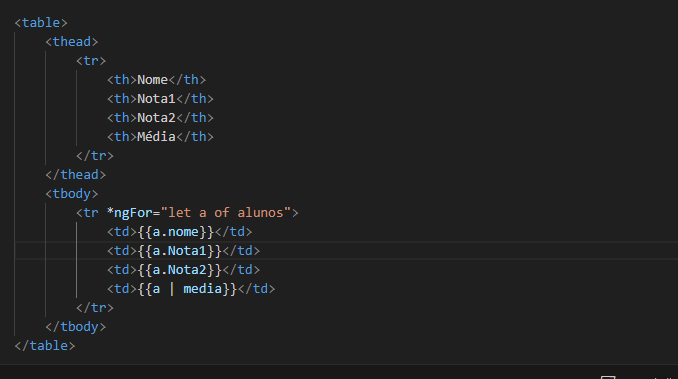 <table>
<thead>
<tr>
<th>Nome</th>
<th>Nota1</th>
<th>Nota2</th>
<th>Média</th>
</tr>
</thead>
<tbody>
<tr *ngFor="let a of alunos">
<td>{{a.nome}}</td>
<td>{{a.Nota1}}</td>
<td>{{a.Nota2}}</td>
<td>{{a | media}}</td>
</tr>
</tbody>
</table>